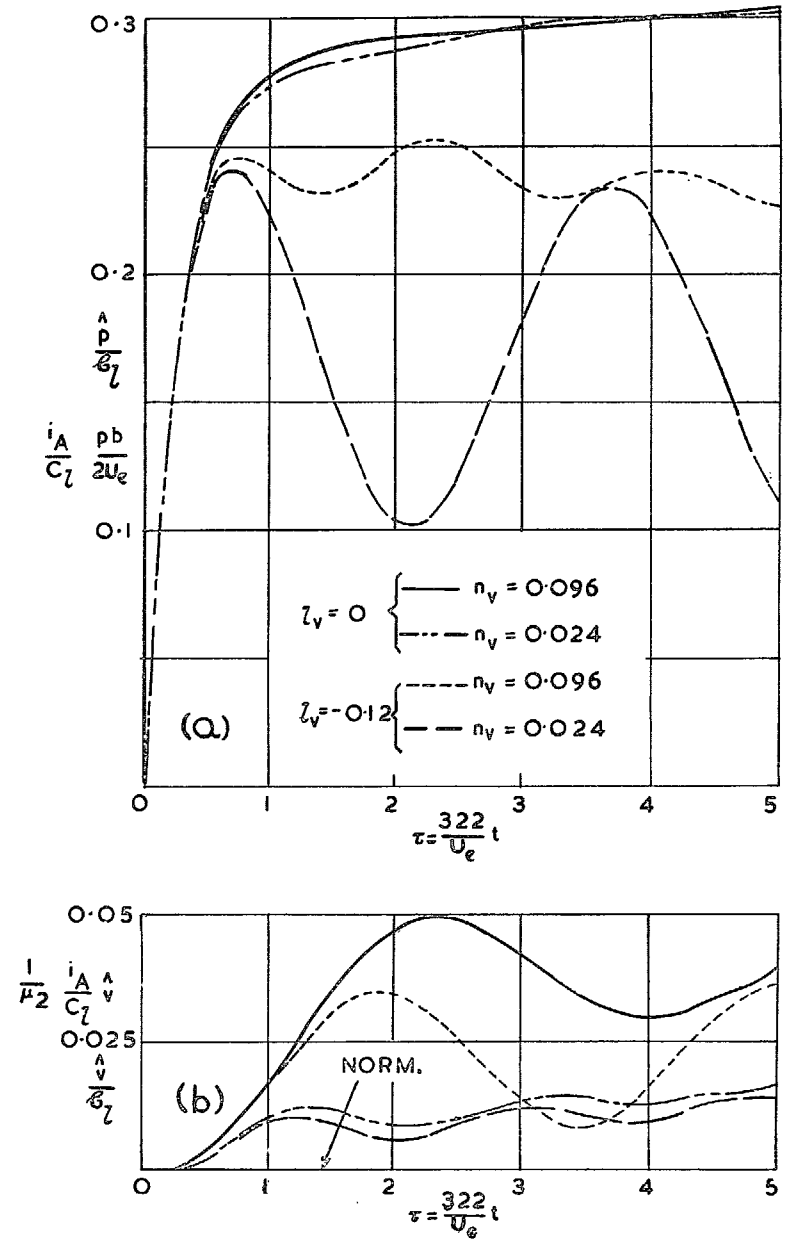 0·3
0·2
p̂/𝒞l
iA/Cl pb/2Ue
0·1
lv = 0 { nv = 0·096
nv = 0·024
lv = -0·12 { nv = 0·096
nv = 0·024
(a)
0 1 2 3 4 5
τ = 322/Ue t
0·05
1/μ2 iA/Cl v̂
0·025
v̂/𝒞l
NORM.
(b)
0 1 2 3 4 5
τ = 322/Ue t